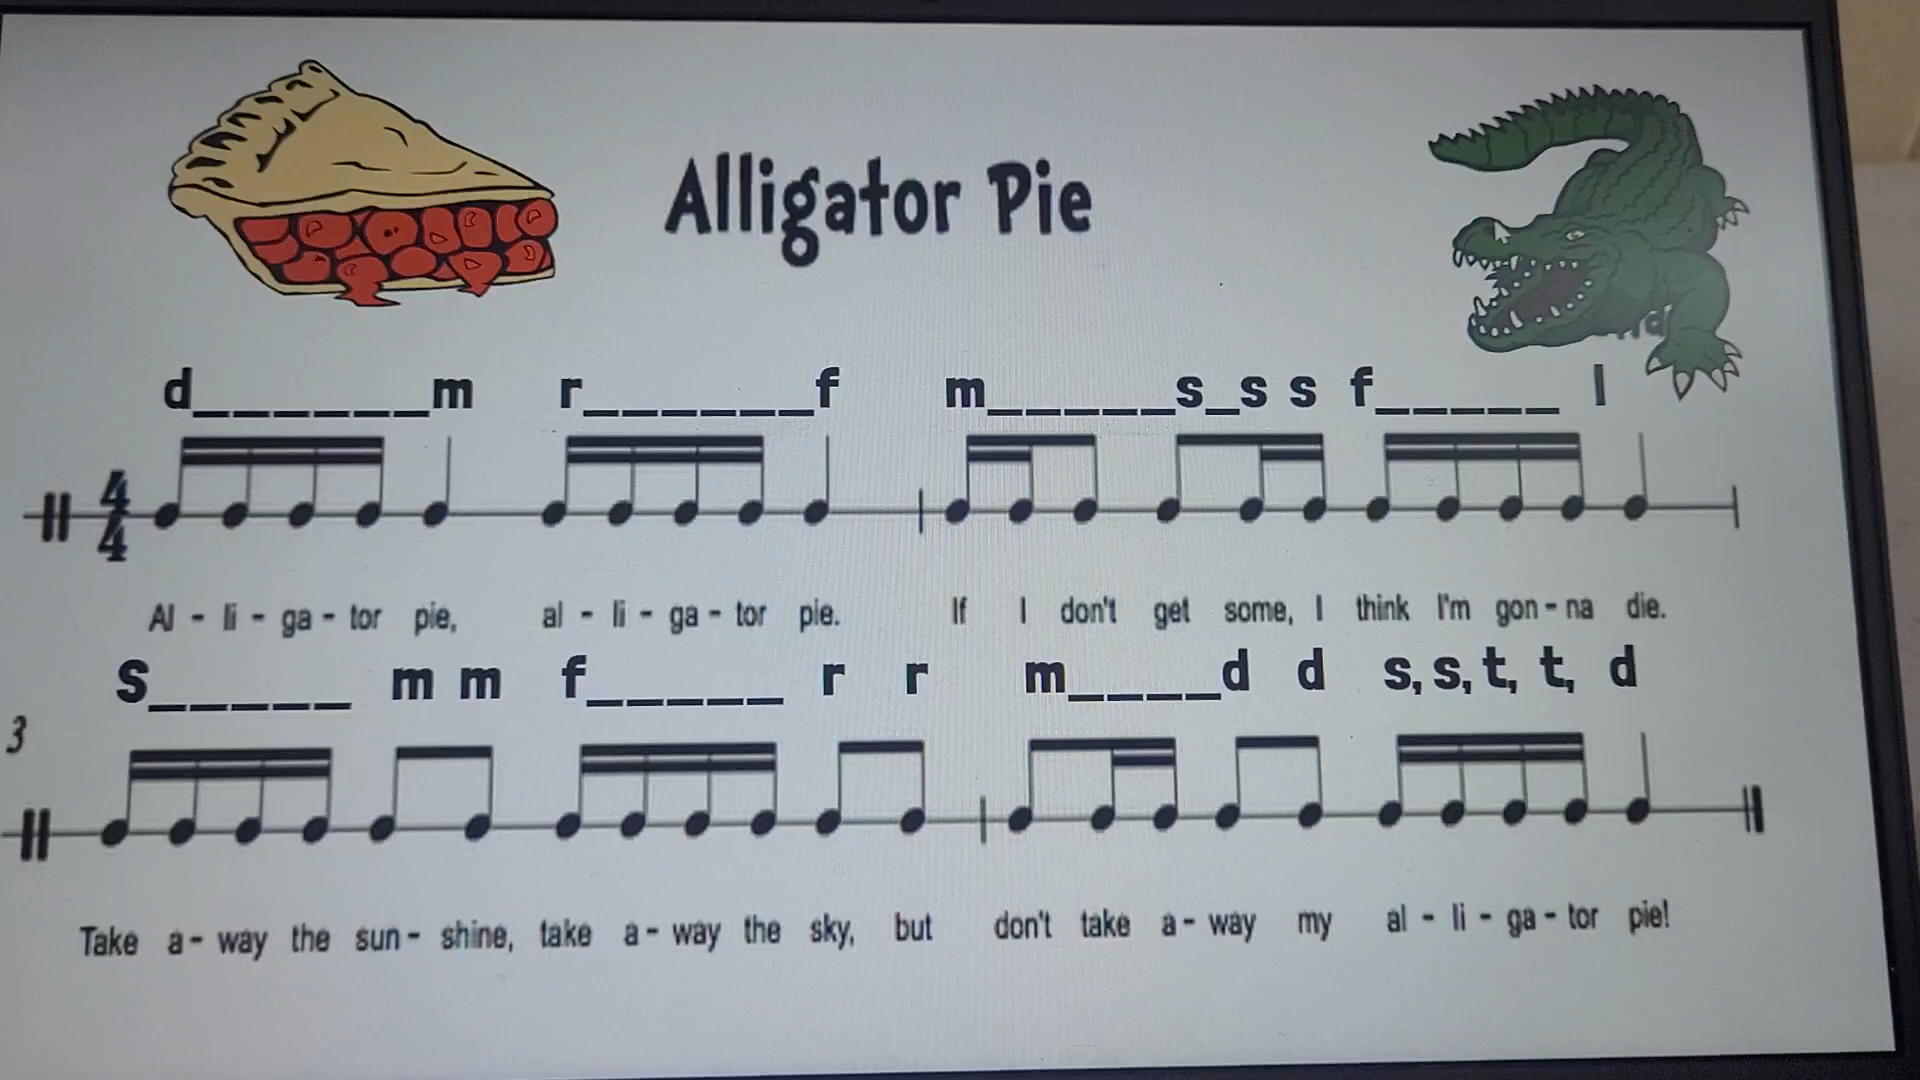 Alligator Pie
d_______m r_______f m______s_s s f______ l
4
4
Al - li - ga - tor pie, al - li - ga - tor pie. If I don't get some, I think I'm gon - na die.
S______ m m f______ r r m_____d d s, s, t, t, d
3
Take a - way the sun - shine, take a - way the sky, but don't take a - way my al - li - ga - tor pie!